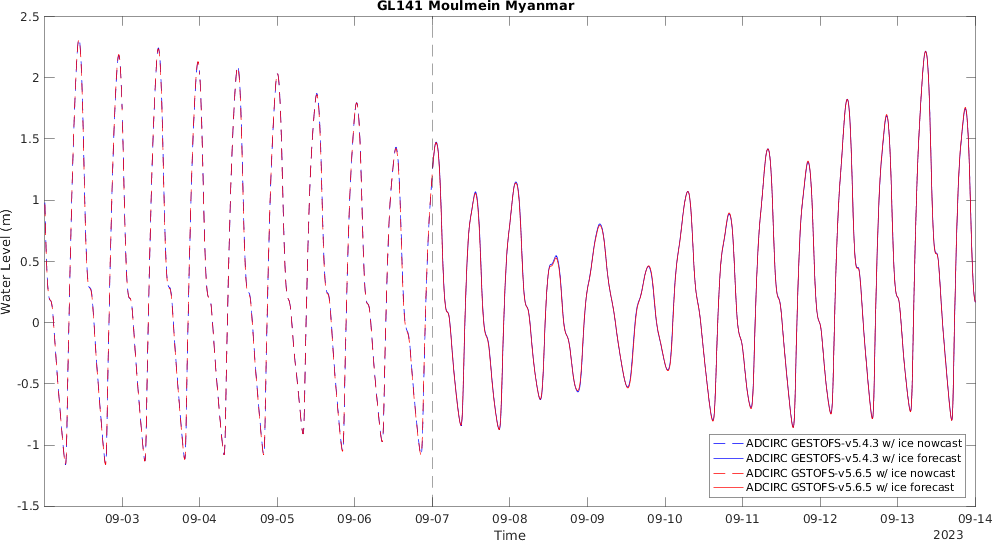 GL141 Moulmein Myanmar
2.5
2
1.5
1
0.5
0
-0.5
-1
-1.5
Water Level (m)
09-03 09-04 09-05 09-06 09-07 09-08 09-09 09-10 09-11 09-12 09-13 09-14
Time
2023
ADCIRC GESTOFS-v5.4.3 w/ ice nowcast
ADCIRC GESTOFS-v5.4.3 w/ ice forecast
ADCIRC GSTOFS-v5.6.5 w/ ice nowcast
ADCIRC GSTOFS-v5.6.5 w/ ice forecast